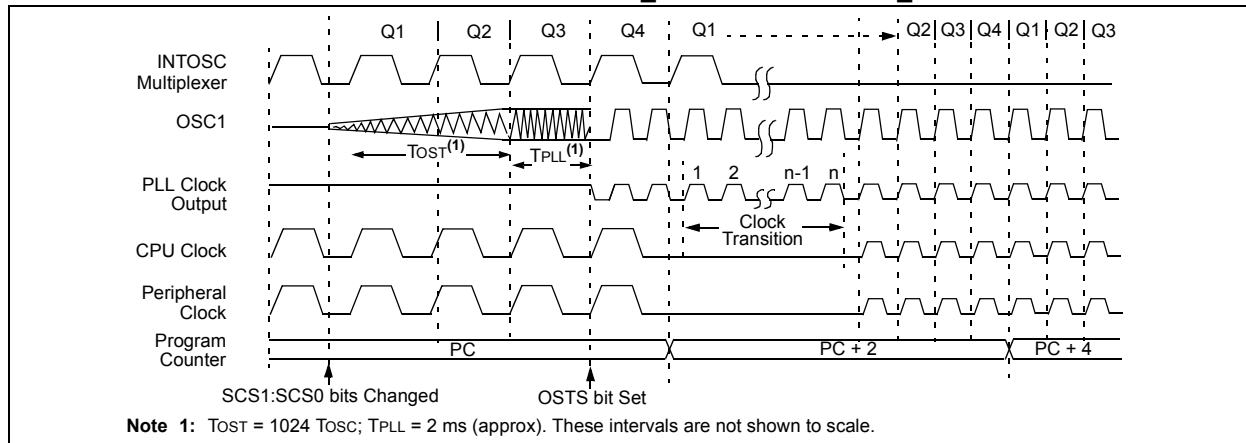 Q1 Q2 Q3 Q4 Q1 Q2 Q3 Q4 Q1 Q2 Q3
INTOSC
Multiplexer
OSC1
TOST(1) TPLL(1)
1 2 n-1 n
PLL Clock
Output
Clock
Transition
CPU Clock
Peripheral
Clock
Program
Counter
PC PC + 2 PC + 4
SCS1:SCS0 bits Changed OSTS bit Set
Note 1: TOST = 1024 TOSC; TPLL = 2 ms (approx). These intervals are not shown to scale.